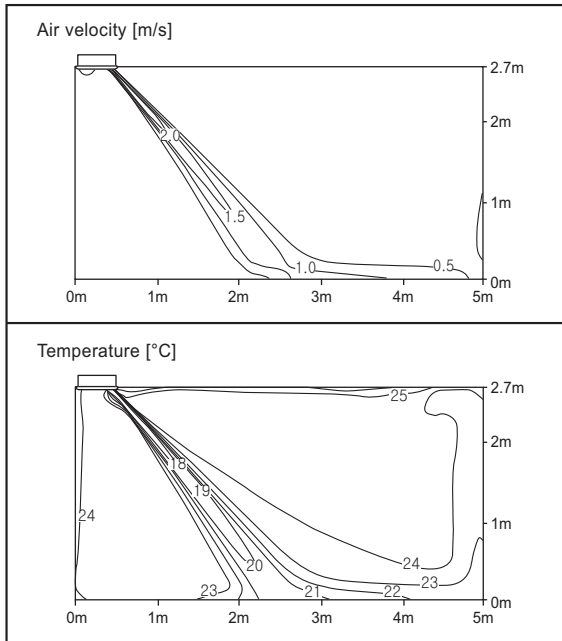 Air velocity [m/s]
2.7m
2m
2.0
1m
1.5
1.0
0.5
0m
0m 1m 2m 3m 4m 5m
Temperature [°C]
2.7m
25
2m
18
19
24
1m
20
24
23
23
21
22
0m
0m 1m 2m 3m 4m 5m